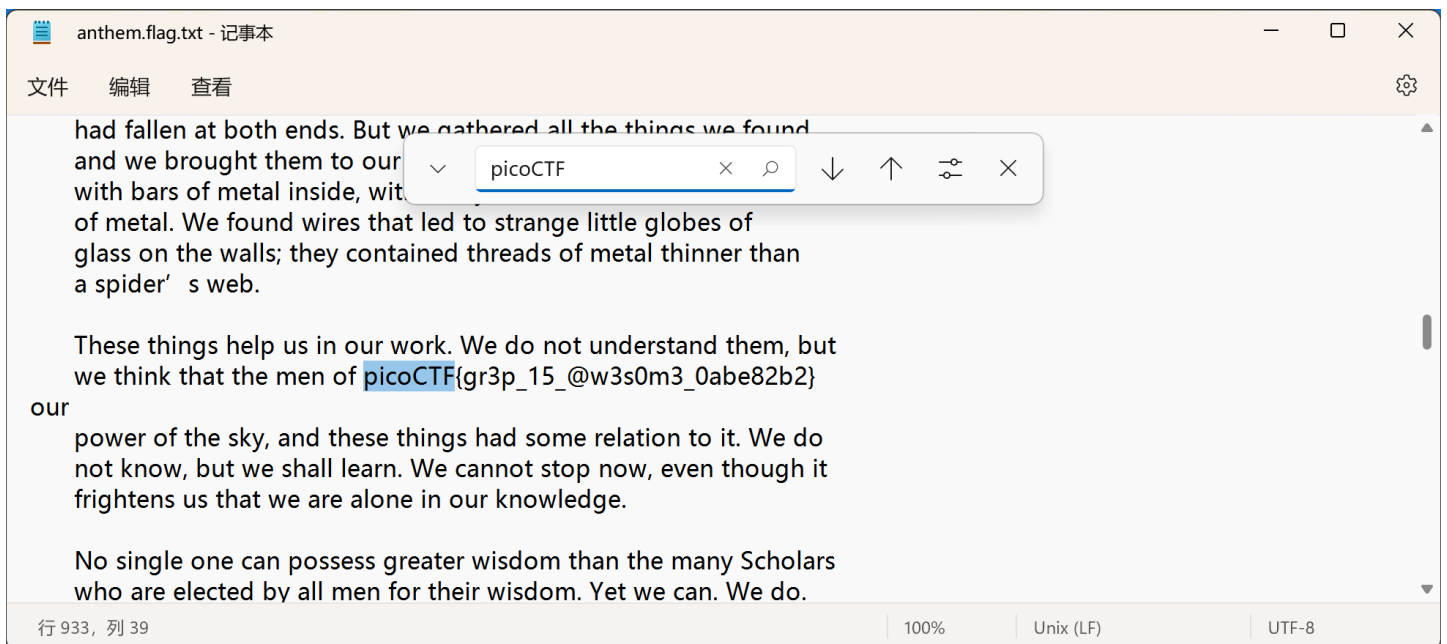 anthem.flag.txt - 记事本
文件 编辑 查看
had fallen at both ends. But we gathered all the things we found
and we brought them to our
picoCTF
with bars of metal inside, with
of metal. We found wires that led to strange little globes of
glass on the walls; they contained threads of metal thinner than
a spider’s web.
These things help us in our work. We do not understand them, but
we think that the men of picoCTF{gr3p_15_@w3s0m3_0abe82b2}
our
power of the sky, and these things had some relation to it. We do
not know, but we shall learn. We cannot stop now, even though it
frightens us that we are alone in our knowledge.
No single one can possess greater wisdom than the many Scholars
who are elected by all men for their wisdom. Yet we can. We do.
行 933，列 39 100% Unix (LF) UTF-8